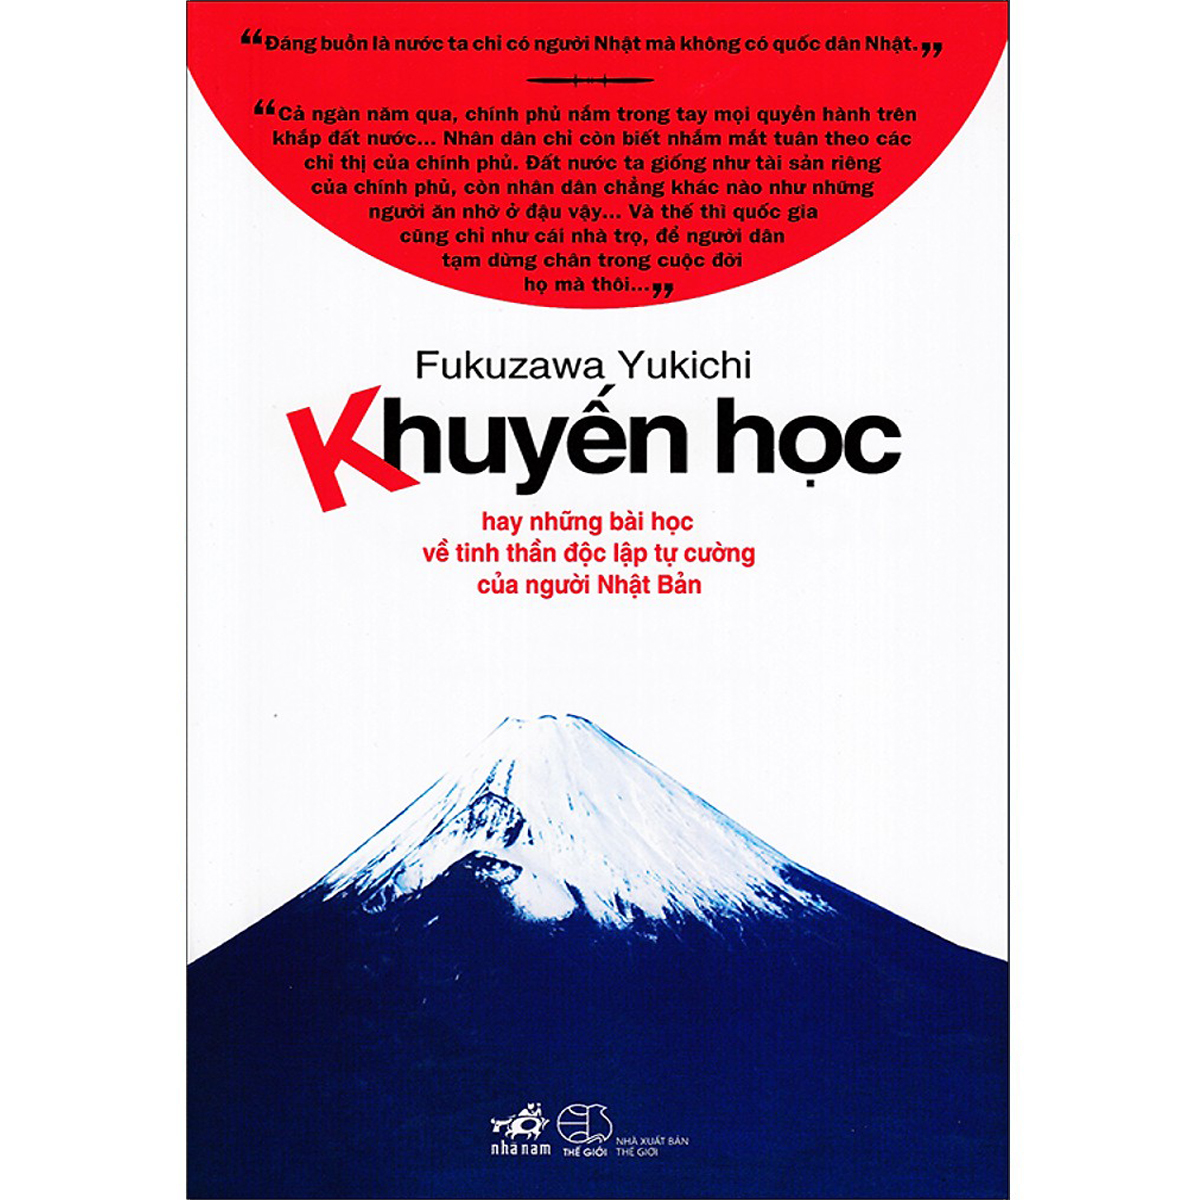 “Đáng buồn là nước ta chỉ có người Nhật mà không có quốc dân Nhật.”
“Cả ngàn năm qua, chính phủ nắm trong tay mọi quyền hành trên
khắp đất nước... Nhân dân chỉ còn biết nhắm mắt tuân theo các
chỉ thị của chính phủ. Đất nước ta giống như tài sản riêng
của chính phủ, còn nhân dân chẳng khác nào như những
người ăn nhờ ở đậu vậy... Và thế thì quốc gia
cũng chỉ như cái nhà trọ, để người dân
tạm dừng chân trong cuộc đời
họ mà thôi...”
Fukuzawa Yukichi
Khuyến học
hay những bài học
về tinh thần độc lập tự cường
của người Nhật Bản
nhã nam
THẾ GIỚI
NHÀ XUẤT BẢN
THẾ GIỚI